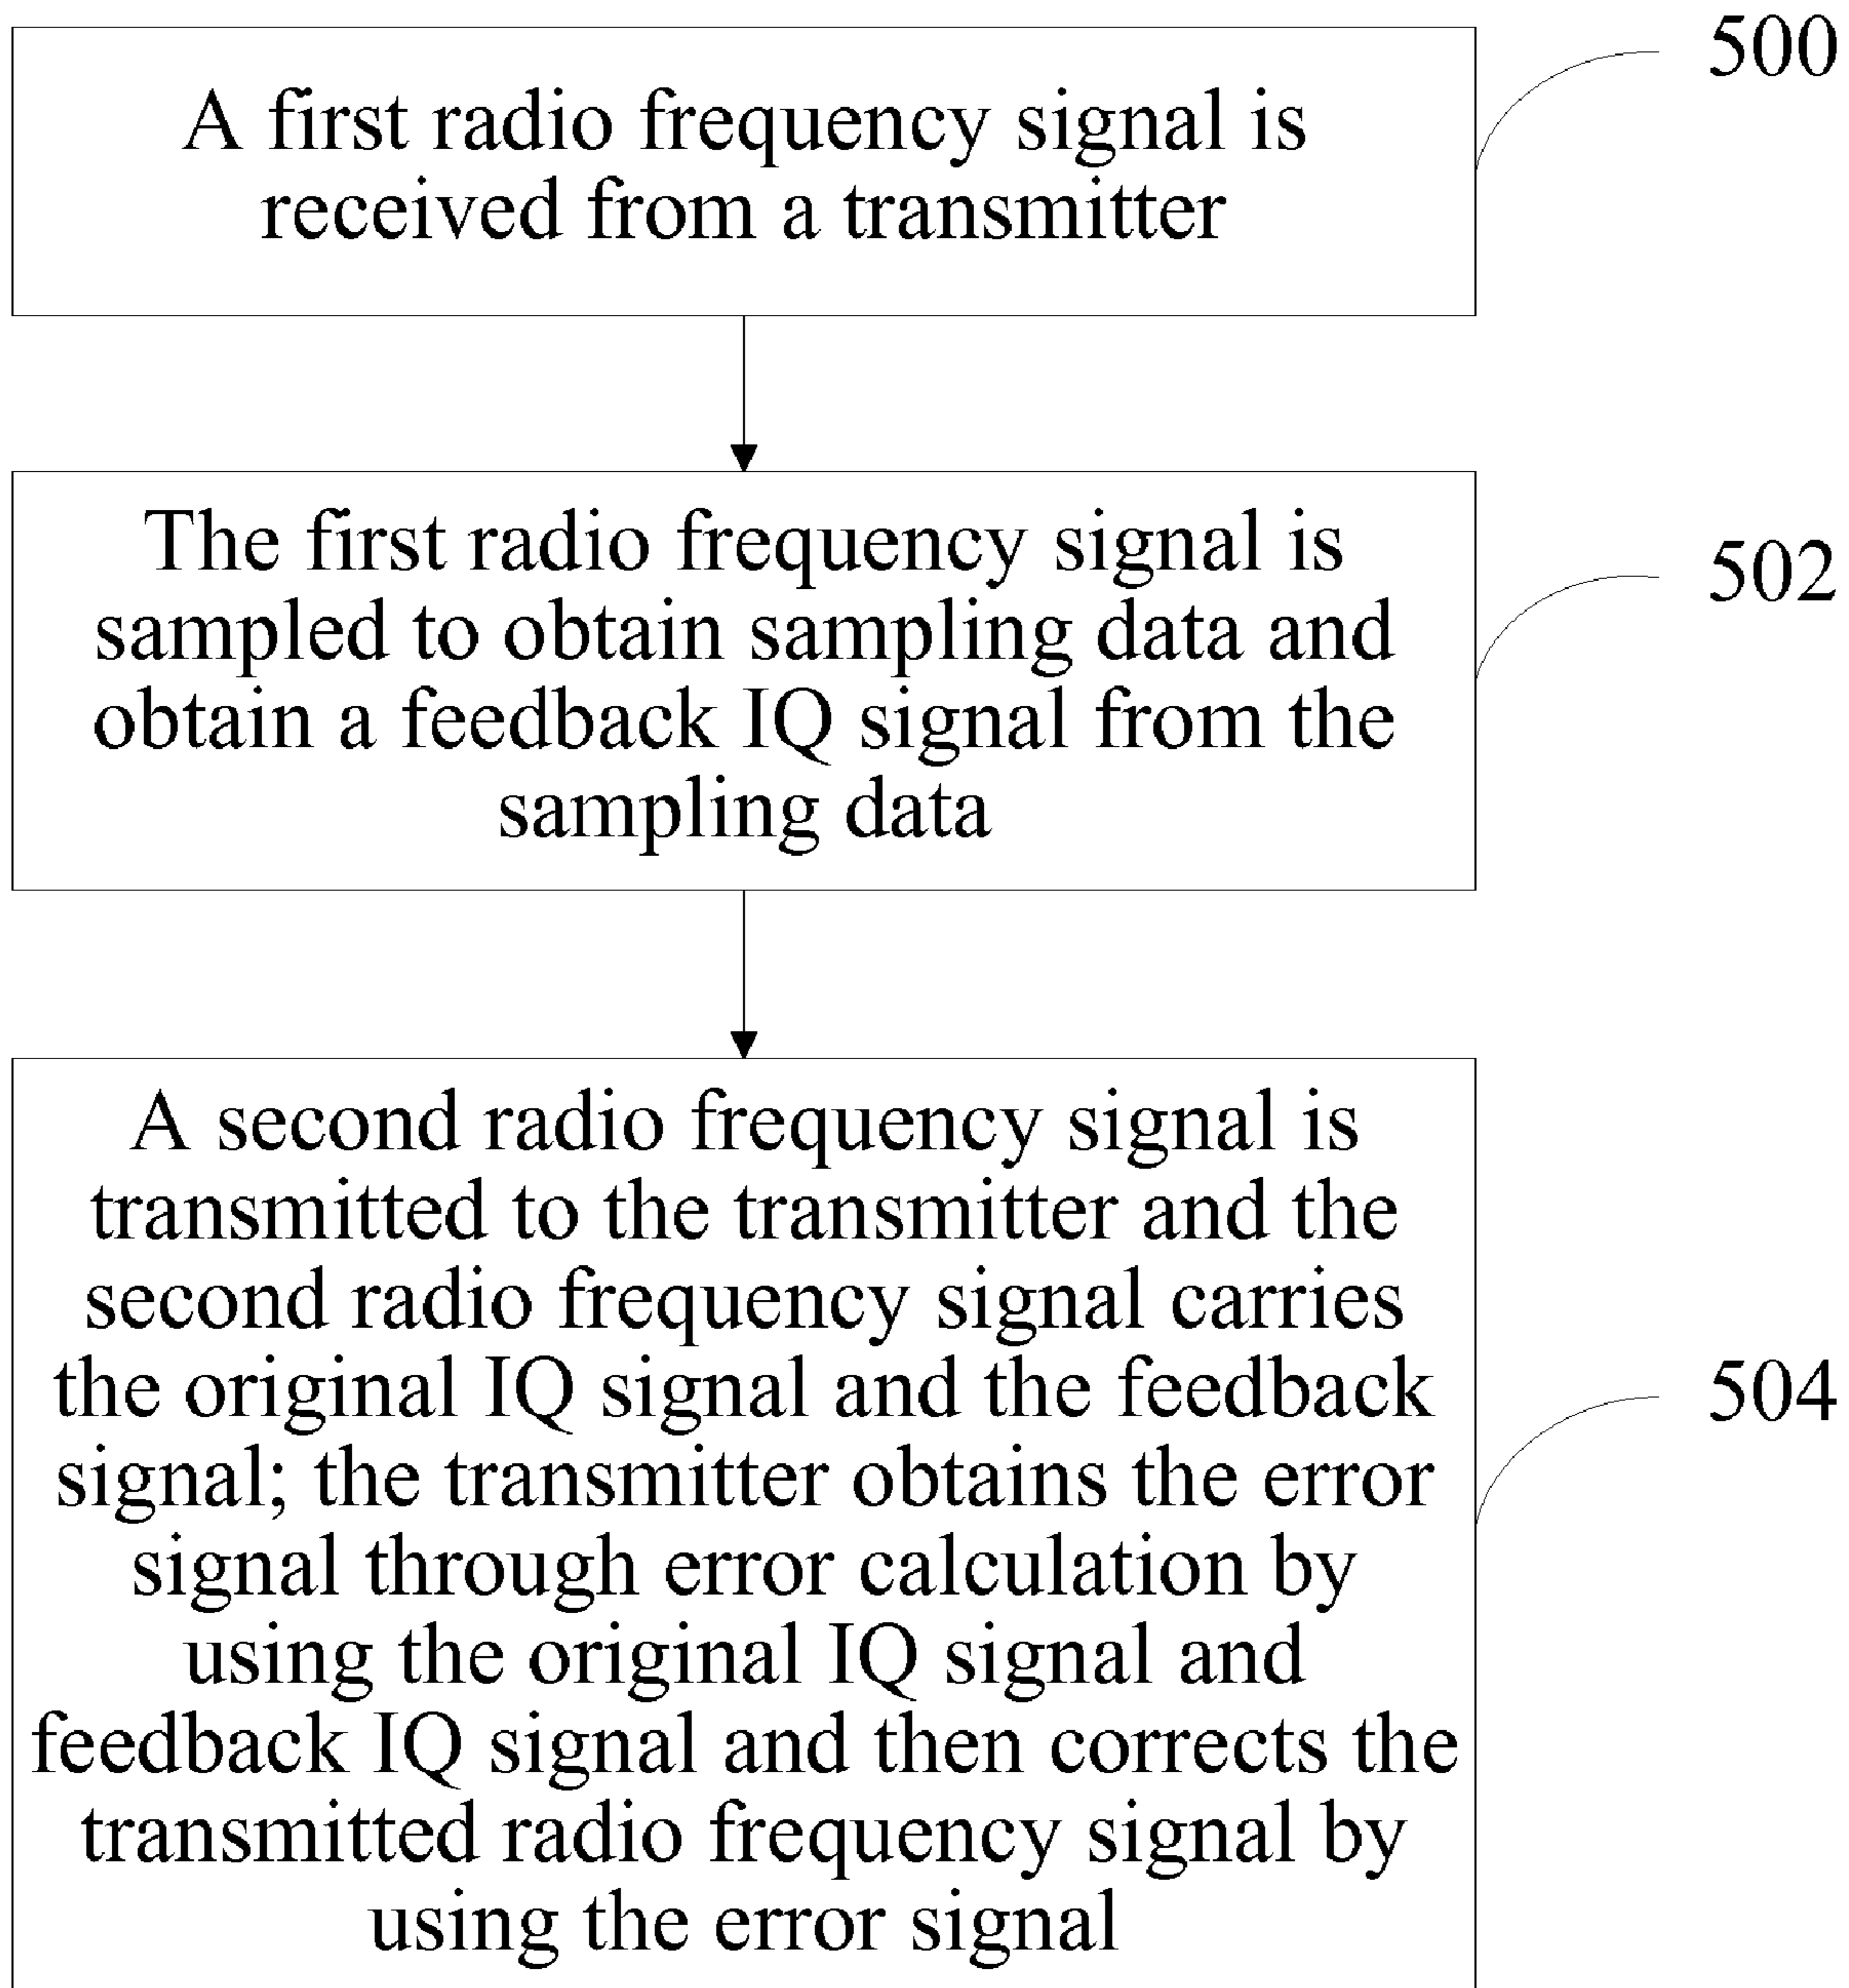 A first radio frequency signal is
received from a transmitter
500
The first radio frequency signal is
sampled to obtain sampling data and
obtain a feedback IQ signal from the
sampling data
502
A second radio frequency signal is
transmitted to the transmitter and the
second radio frequency signal carries
the original IQ signal and the feedback
signal; the transmitter obtains the error
signal through error calculation by
using the original IQ signal and
feedback IQ signal and then corrects the
transmitted radio frequency signal by
using the error signal
504